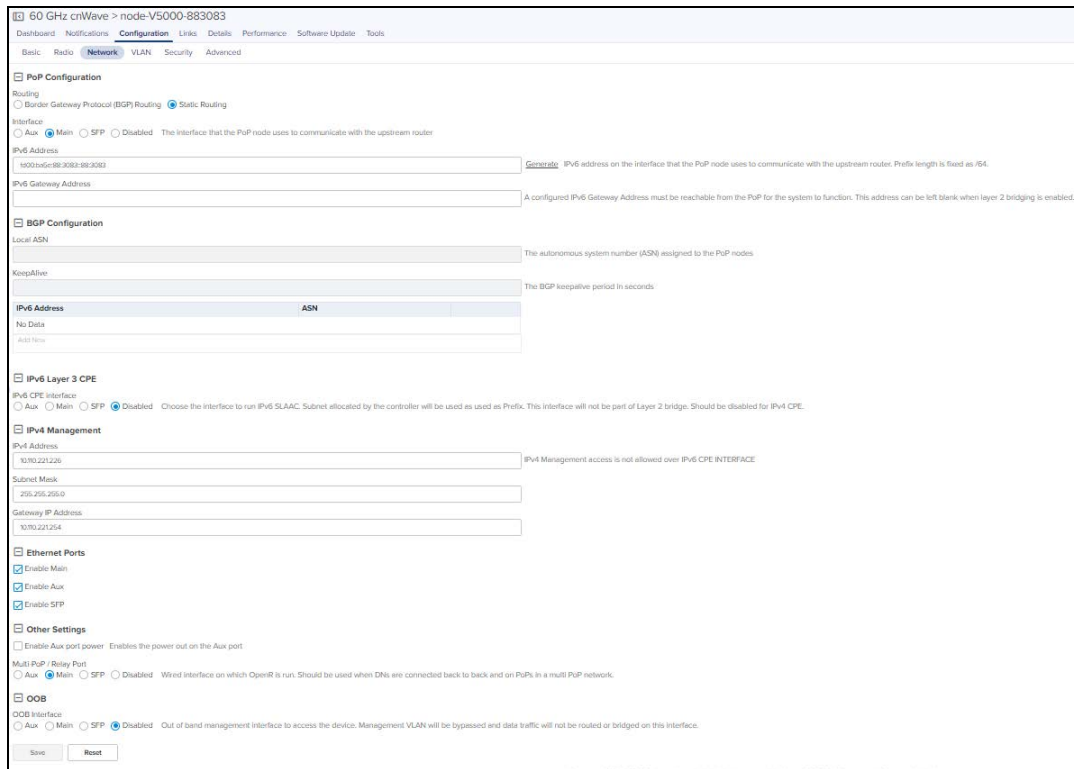 60 GHz cnWave > node-V5000-883083
Dashboard Notifications Configuration Links Details Performance Software Update Tools
Basic Radio Network VLAN Security Advanced
PoP Configuration
Routing
Border Gateway Protocol (BGP) Routing Static Routing
Interface
Aux Main SFP Disabled The interface that the PoP node uses to communicate with the upstream router
IPv6 Address
Generate IPv6 address on the interface that the PoP node uses to communicate with the upstream router. Prefix length is fixed as /64.
IPv6 Gateway Address
A configured IPv6 Gateway Address must be reachable from the PoP for the system to function. This address can be left blank when layer 2 bridging is enabled.
BGP Configuration
Local ASN
The autonomous system number (ASN) assigned to the PoP nodes
KeepAlive
The BGP keepalive period in seconds
IPv6 Address ASN
No Data
Add New
IPv6 Layer 3 CPE
IPv6 CPE interface
Aux Main SFP Disabled Choose the interface to run IPv6 SLAAC. Subnet allocated by the controller will be used as used as Prefix. This interface will not be part of Layer 2 bridge. Should be disabled for IPv4 CPE.
IPv4 Management
IPv4 Address
10.110.221.226 IPv4 Management access is not allowed over IPv6 CPE INTERFACE
Subnet Mask
255.255.255.0
Gateway IP Address
10.110.221.254
Ethernet Ports
Enable Main
Enable Aux
Enable SFP
Other Settings
Enable Aux port power Enables the power out on the Aux port
Multi PoP / Relay Port
Aux Main SFP Disabled Wired interface on which OpenR is run. Should be used when DNs are connected back to back and on PoPs in a multi PoP network.
OOB
OOB Interface
Aux Main SFP Disabled Out of band management interface to access the device. Management VLAN will be bypassed and data traffic will not be routed or bridged on this interface.
Save Reset